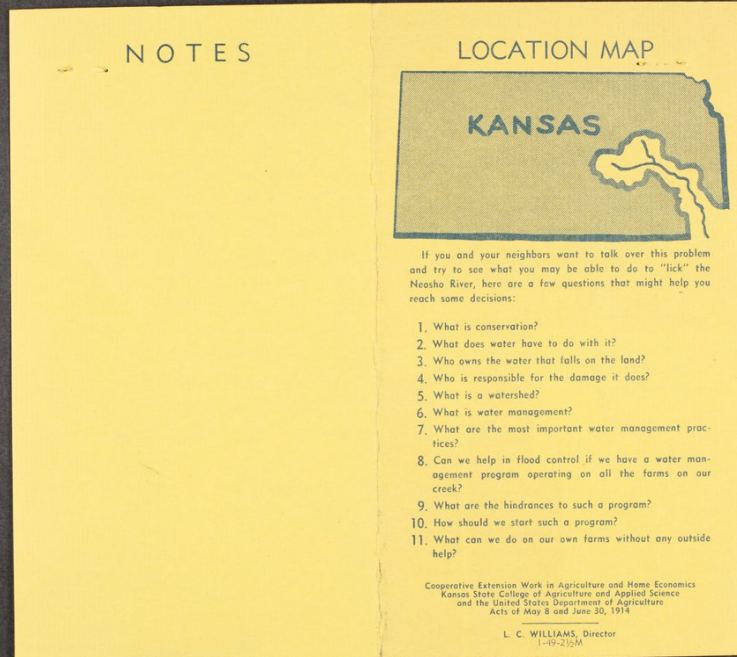 NOTES
LOCATION MAP
KANSAS
If you and your neighbors want to talk over this problem
and try to see what you may be able to do to "lick" the
Neosho River, here are a few questions that might help you
reach some decisions:
1. What is conservation?
2. What does water have to do with it?
3. Who owns the water that falls on the land?
4. Who is responsible for the damage it does?
5. What is a watershed?
6. What is water management?
7. What are the most important water management prac-
tices?
8. Can we help in flood control if we have a water man-
agement program operating on all the farms on our
creek?
9. What are the hindrances to such a program?
10. How should we start such a program?
11. What can we do on our own farms without any outside
help?
Cooperative Extension Work in Agriculture and Home Economics
Kansas State College of Agriculture and Applied Science
and the United States Department of Agriculture
Acts of May 8 and June 30, 1914
L. C. WILLIAMS, Director
1-49-2½M